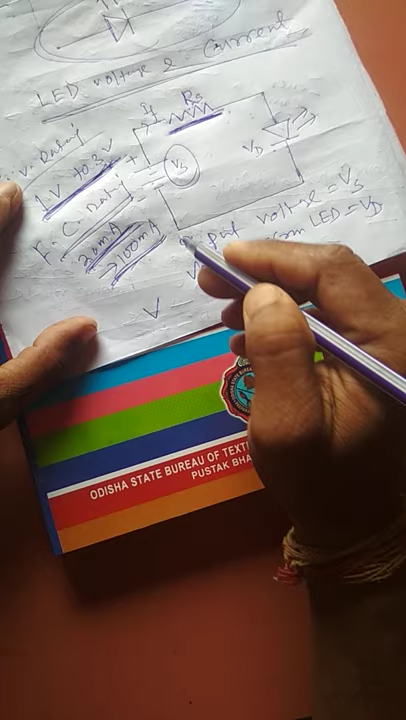 LED voltage & Current
IF
Rs
V. Rating
1V to 3V
+
Vs
VD
F. C. Rating
20mA
100mA
put voltage = Vs
LED = VD
V
ODISHA STATE BUREAU OF TEXT
PUSTAK BHA